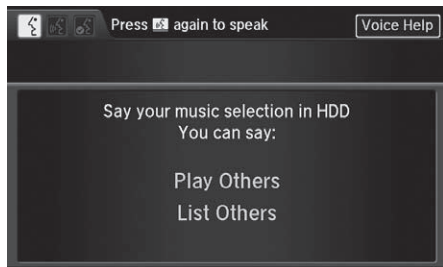 Press again to speak
Voice Help
Say your music selection in HDD
You can say:
Play Others
List Others